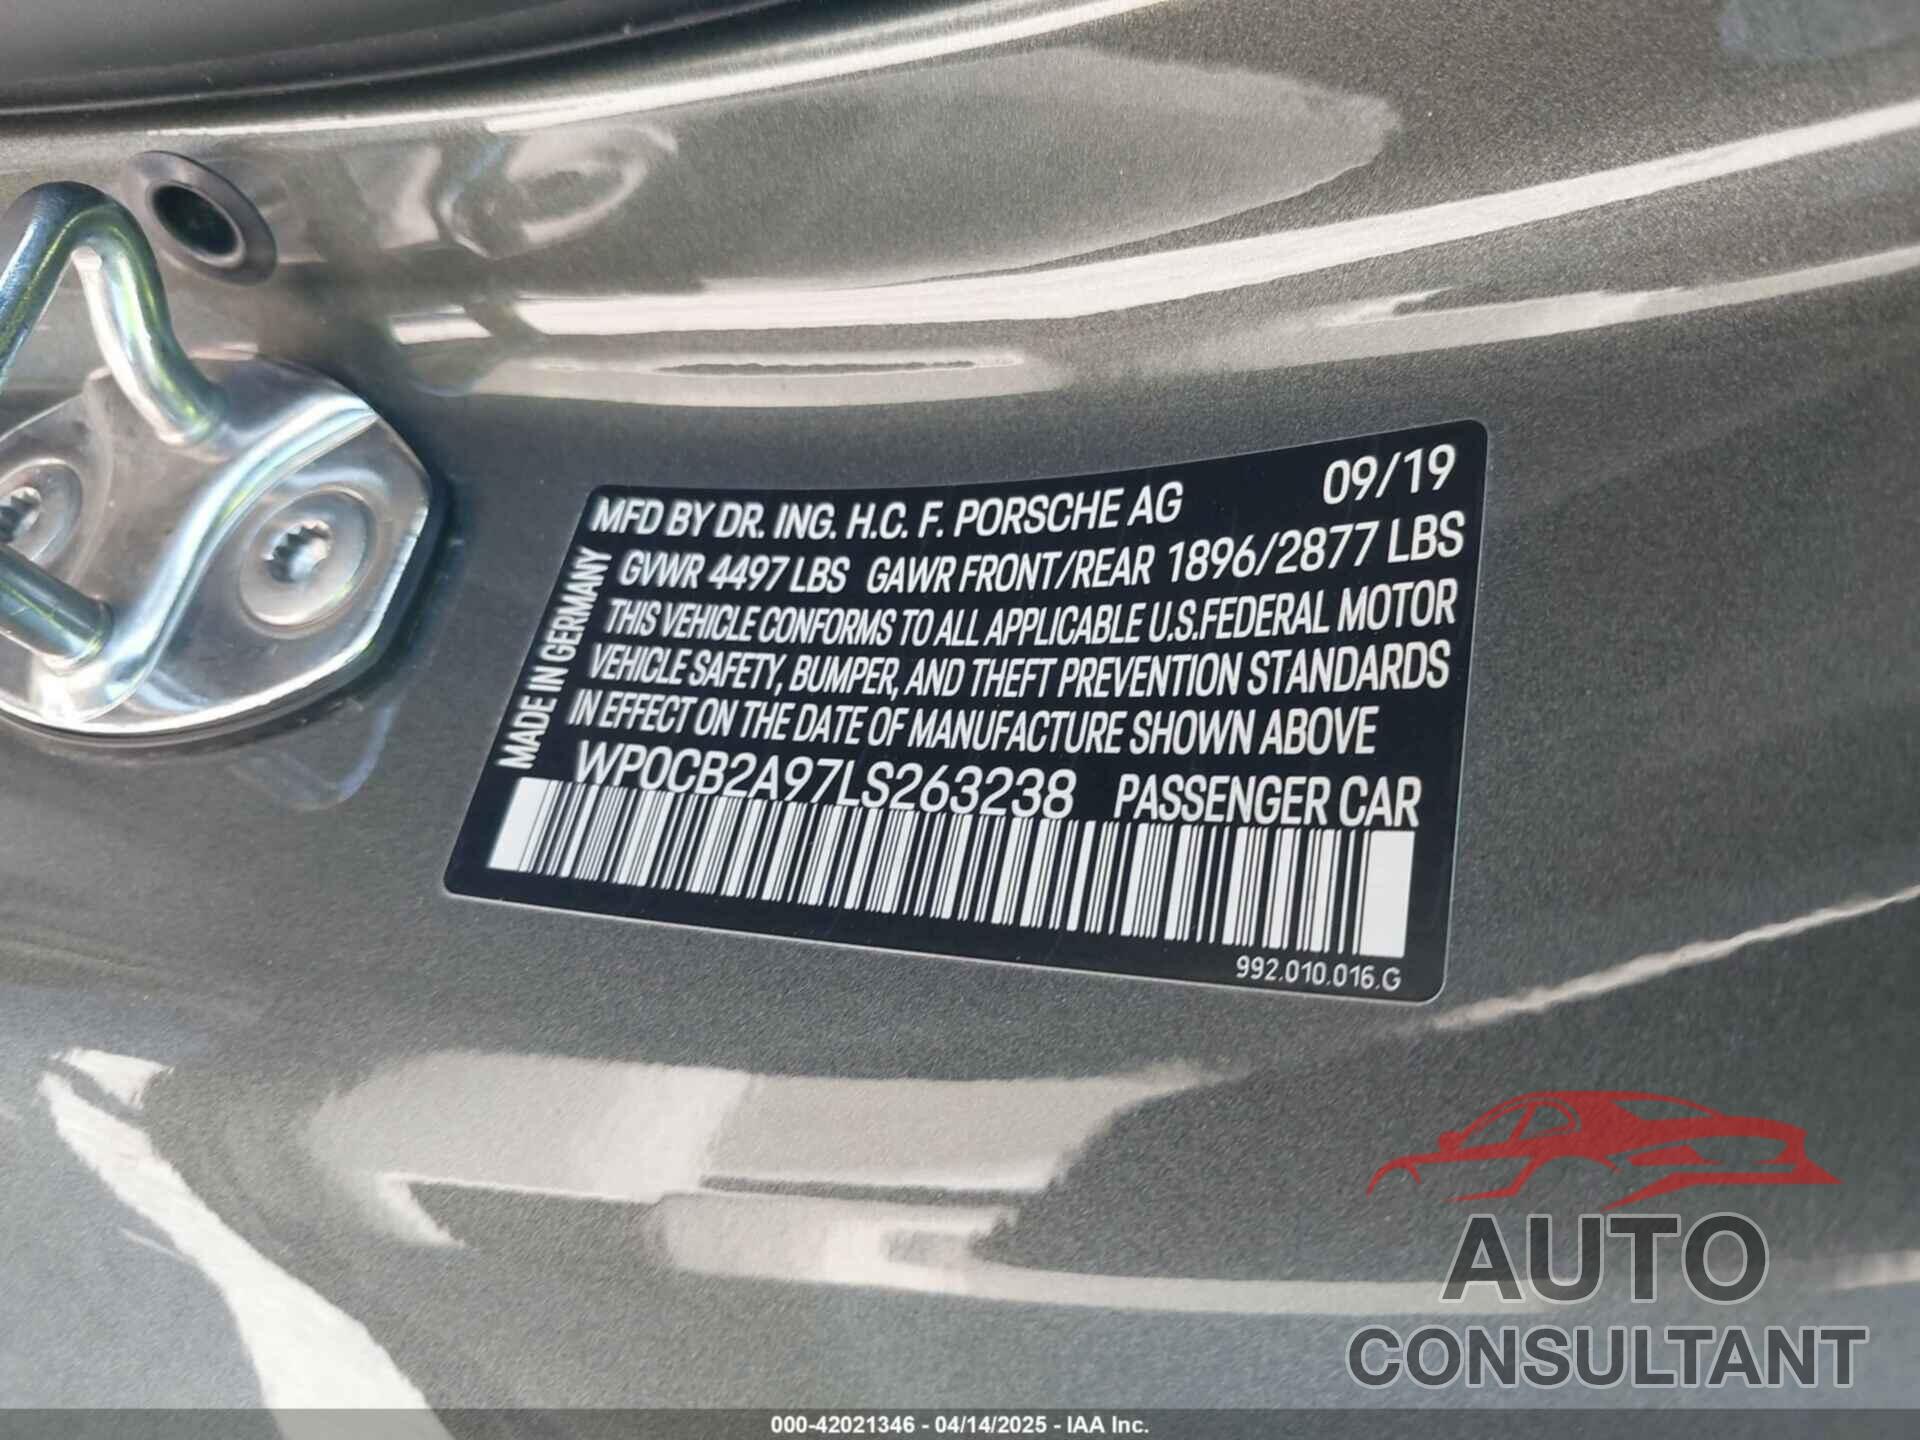 MFD BY DR. ING. H.C. F. PORSCHE AG 09/19
GVWR 4497 LBS GAWR FRONT/REAR 1896/2877 LBS
THIS VEHICLE CONFORMS TO ALL APPLICABLE U.S.FEDERAL MOTOR
VEHICLE SAFETY, BUMPER, AND THEFT PREVENTION STANDARDS
IN EFFECT ON THE DATE OF MANUFACTURE SHOWN ABOVE
MADE IN GERMANY
WP0CB2A97LS263238 PASSENGER CAR
992.010.016.G
AUTO
CONSULTANT
000-42021346 - 04/14/2025 - IAA Inc.